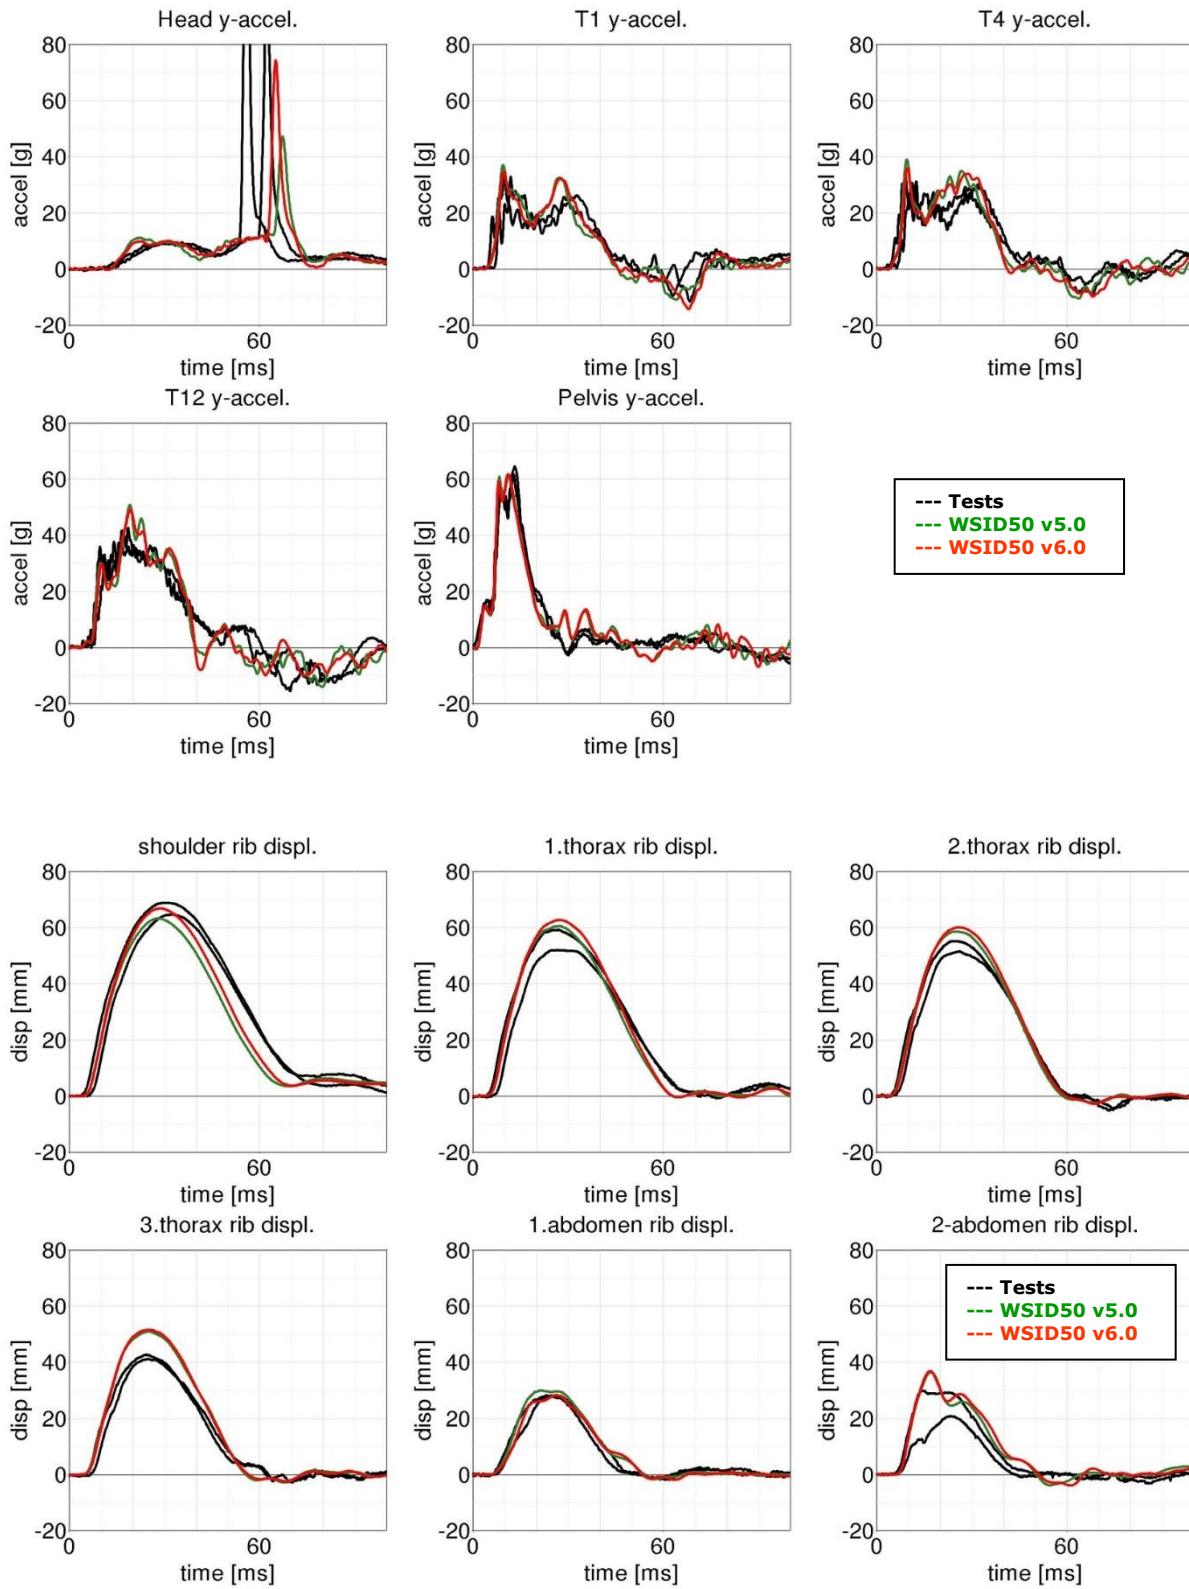 Head y-accel.
T1 y-accel.
T4 y-accel.
80
60
40
20
0
-20
accel [g]
0
60
time [ms]
80
60
40
20
0
-20
accel [g]
0
60
time [ms]
80
60
40
20
0
-20
accel [g]
0
60
time [ms]
T12 y-accel.
Pelvis y-accel.
80
60
40
20
0
-20
accel [g]
0
60
time [ms]
80
60
40
20
0
-20
accel [g]
0
60
time [ms]
--- Tests
--- WSID50 v5.0
--- WSID50 v6.0
shoulder rib displ.
1.thorax rib displ.
2.thorax rib displ.
80
60
40
20
0
-20
disp [mm]
0
60
time [ms]
80
60
40
20
0
-20
disp [mm]
0
60
time [ms]
80
60
40
20
0
-20
disp [mm]
0
60
time [ms]
3.thorax rib displ.
1.abdomen rib displ.
2-abdomen rib displ.
80
60
40
20
0
-20
disp [mm]
0
60
time [ms]
80
60
40
20
0
-20
disp [mm]
0
60
time [ms]
80
60
40
20
0
-20
disp [mm]
0
60
time [ms]
--- Tests
--- WSID50 v5.0
--- WSID50 v6.0